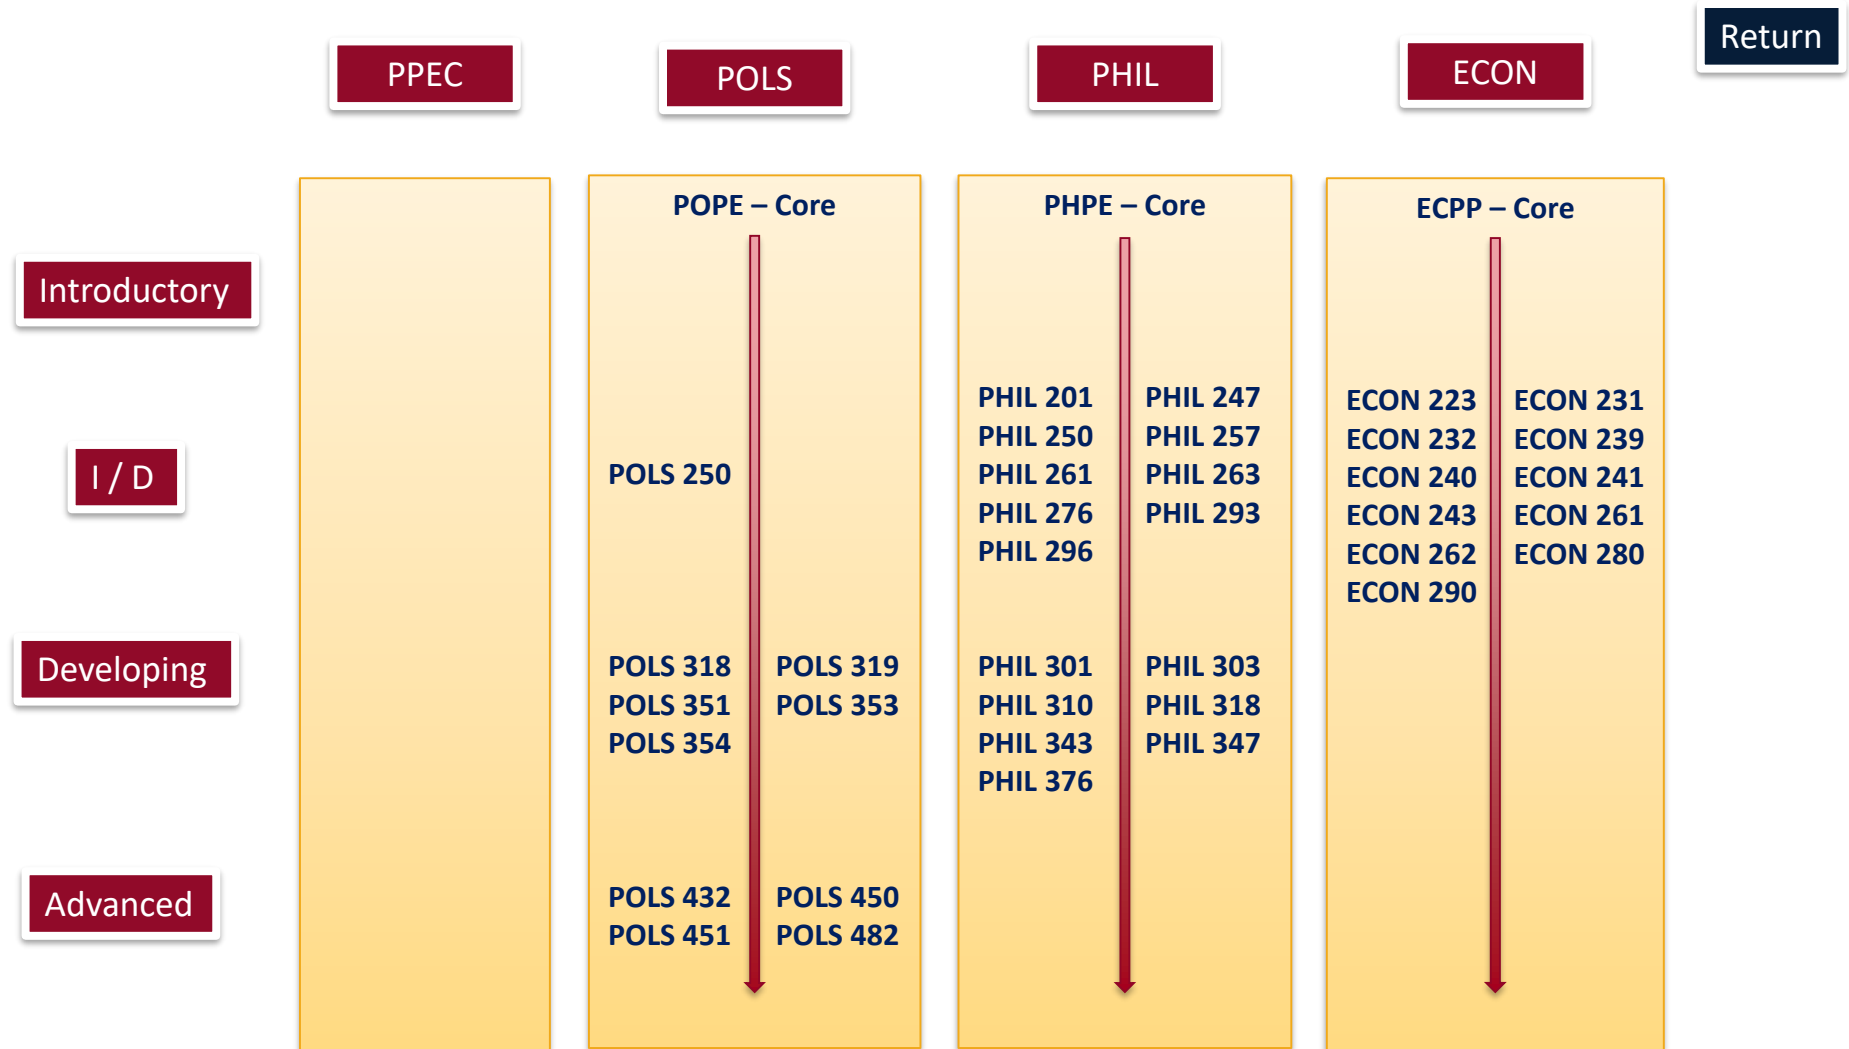 Return
PPEC
POLS
PHIL
ECON
POPE – Core
PHPE – Core
ECPP – Core
Introductory
I / D
Developing
Advanced
POLS 250
POLS 318 POLS 319
POLS 351 POLS 353
POLS 354
POLS 432 POLS 450
POLS 451 POLS 482
PHIL 201 PHIL 247
PHIL 250 PHIL 257
PHIL 261 PHIL 263
PHIL 276 PHIL 293
PHIL 296
PHIL 301 PHIL 303
PHIL 310 PHIL 318
PHIL 343 PHIL 347
PHIL 376
ECON 223 ECON 231
ECON 232 ECON 239
ECON 240 ECON 241
ECON 243 ECON 261
ECON 262 ECON 280
ECON 290